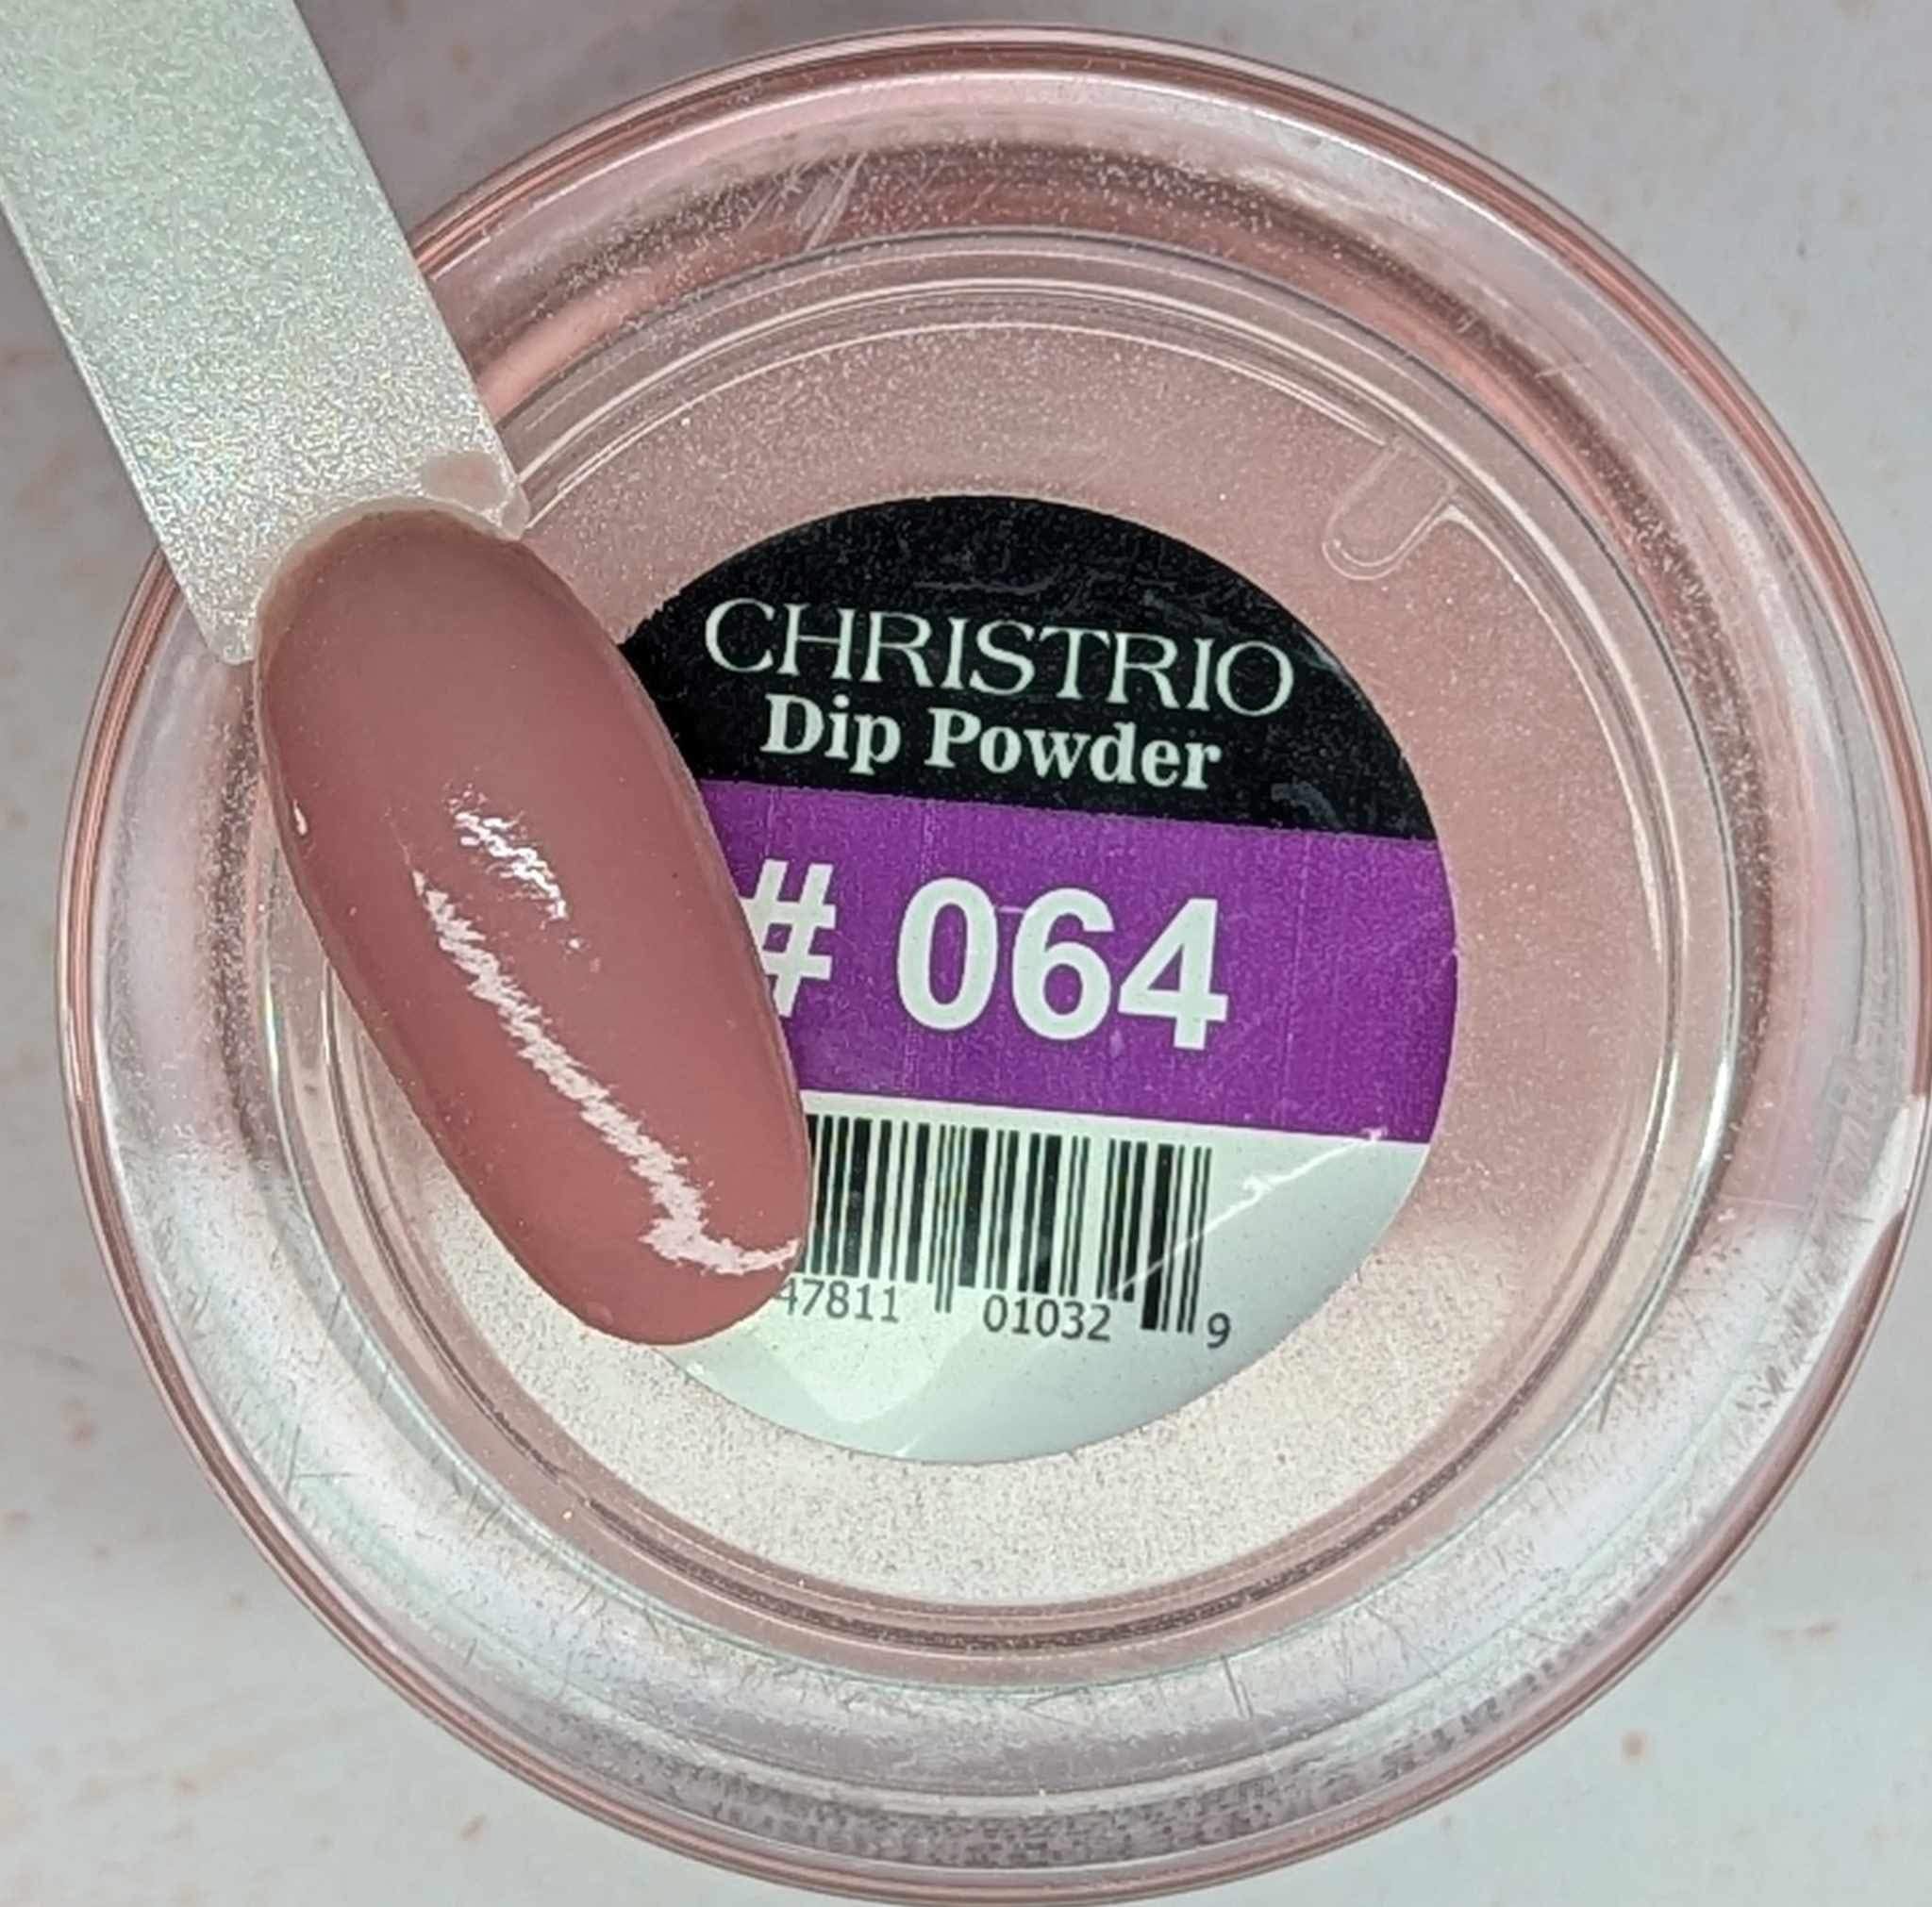 CHRISTRIO
Dip Powder
# 064
47811 01032 9